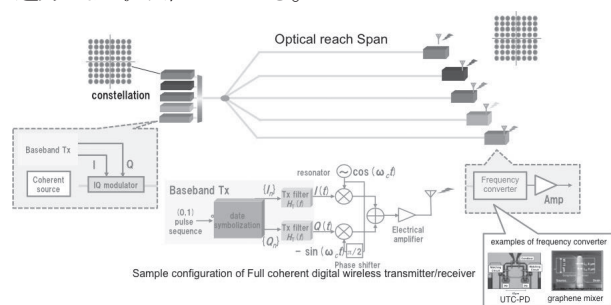 Optical reach Span
constellation
Baseband Tx
I
Q
Coherent
source
IQ modulator
Baseband Tx
(0,1)
pulse
sequence
data
symbolization
{I_n}
{Q_n}
Tx filter
H_T (f)
Tx filter
H_T (f)
I(t)
Q(t)
resonator
~
cos (ω_c t)
− sin (ω_c t)
π/2
Phase shifter
Electrical
amplifier
Frequency
converter
Amp
examples of frequency converter
UTC-PD
graphene mixer
Sample configuration of Full coherent digital wireless transmitter/receiver